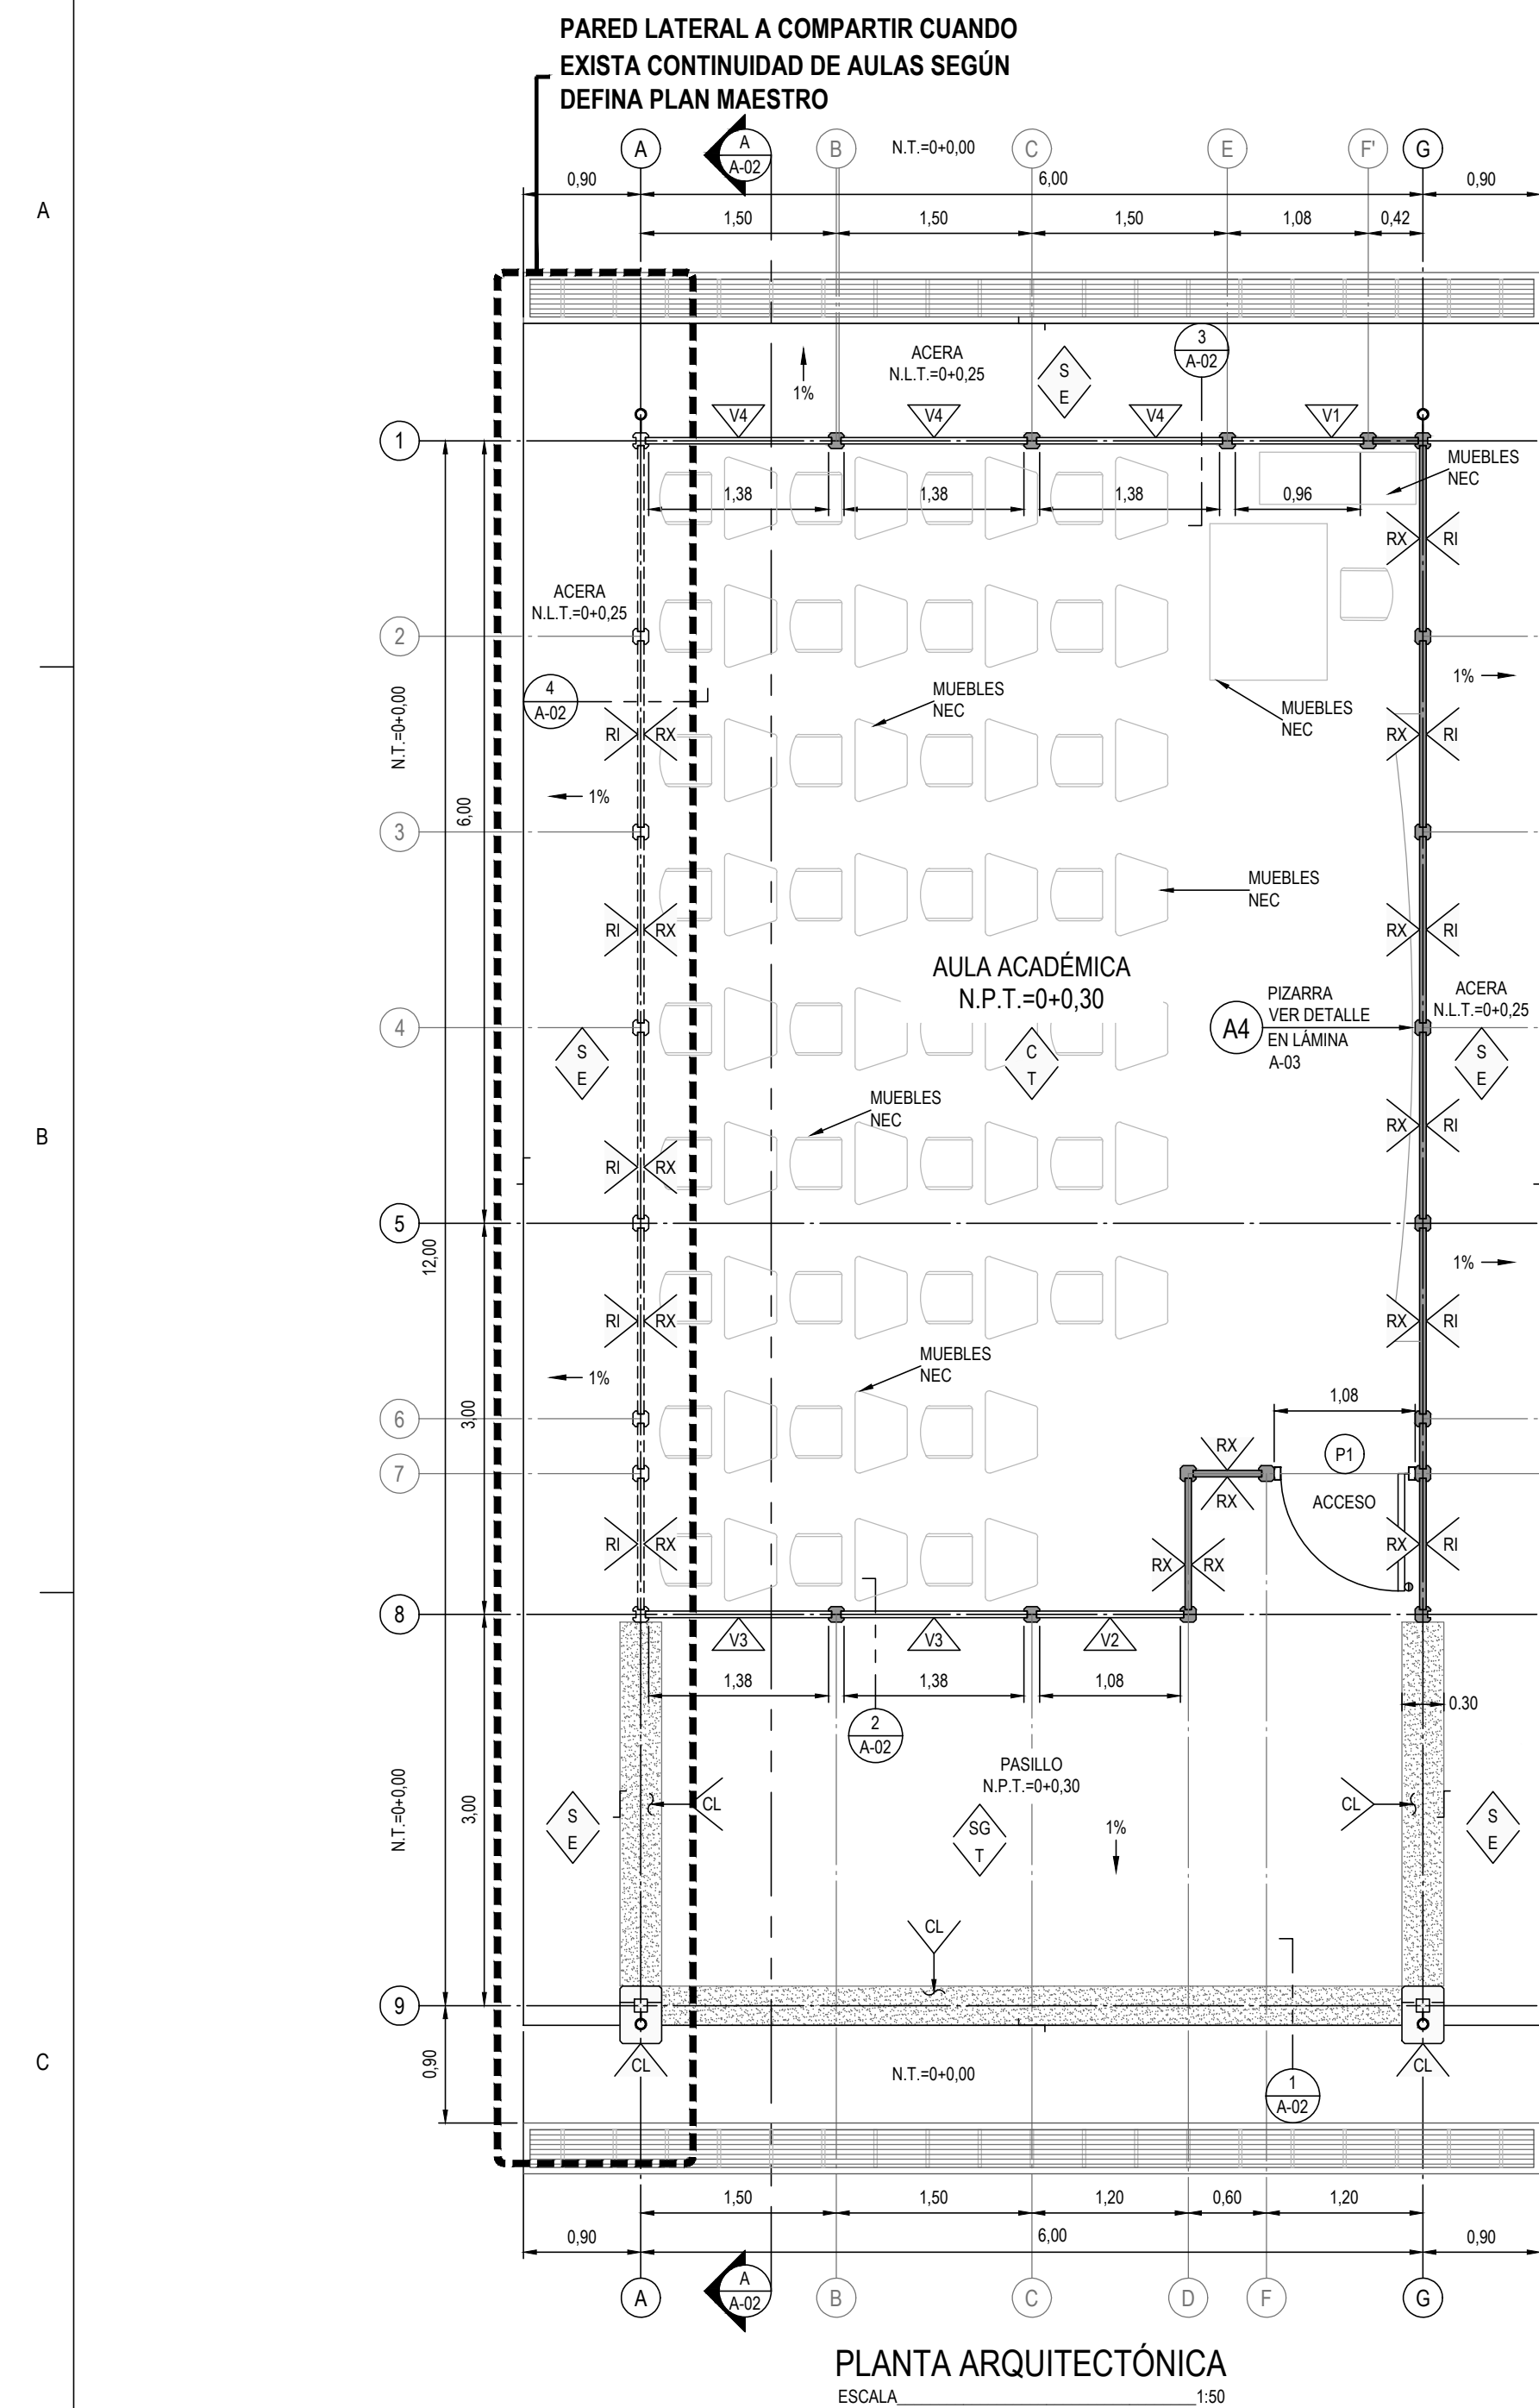 PARED LATERAL A COMPARTIR CUANDO
EXISTA CONTINUIDAD DE AULAS SEGÚN
DEFINA PLAN MAESTRO
A
A
A-02
B
N.T.=0+0,00
C
E
F'
G
0,90
6,00
0,90
A
1,50
1,50
1,50
1,08
0,42
ACERA
N.L.T.=0+0,25
1%
S
E
3
A-02
V4
V4
V4
V1
1
MUEBLES
NEC
1,38
1,38
1,38
0,96
RX
RI
ACERA
N.L.T.=0+0,25
2
1%
4
A-02
MUEBLES
NEC
MUEBLES
NEC
N.T.=0+0,00
RI
RX
RX
RI
1%
6,00
3
MUEBLES
NEC
RI
RX
RX
RI
AULA ACADÉMICA
N.P.T.=0+0,30
4
A4
PIZARRA
VER DETALLE
EN LÁMINA
A-03
ACERA
N.L.T.=0+0,25
S
E
C
T
S
E
MUEBLES
NEC
B
RX
RI
RI
RX
5
12,00
1%
RI
RX
RX
RI
MUEBLES
NEC
1%
1,08
6
3,00
7
RX
P1
RX
ACCESO
RI
RX
RX
RX
RX
RI
8
V3
V3
V2
1,38
1,38
1,08
0.30
2
A-02
PASILLO
N.P.T.=0+0,30
N.T.=0+0,00
3,00
CL
CL
S
E
SG
T
1%
S
E
CL
9
C
0,90
CL
N.T.=0+0,00
CL
1
A-02
1,50
1,50
1,20
0,60
1,20
0,90
6,00
0,90
A
A
A-02
B
C
D
F
G
PLANTA ARQUITECTÓNICA
ESCALA 1:50